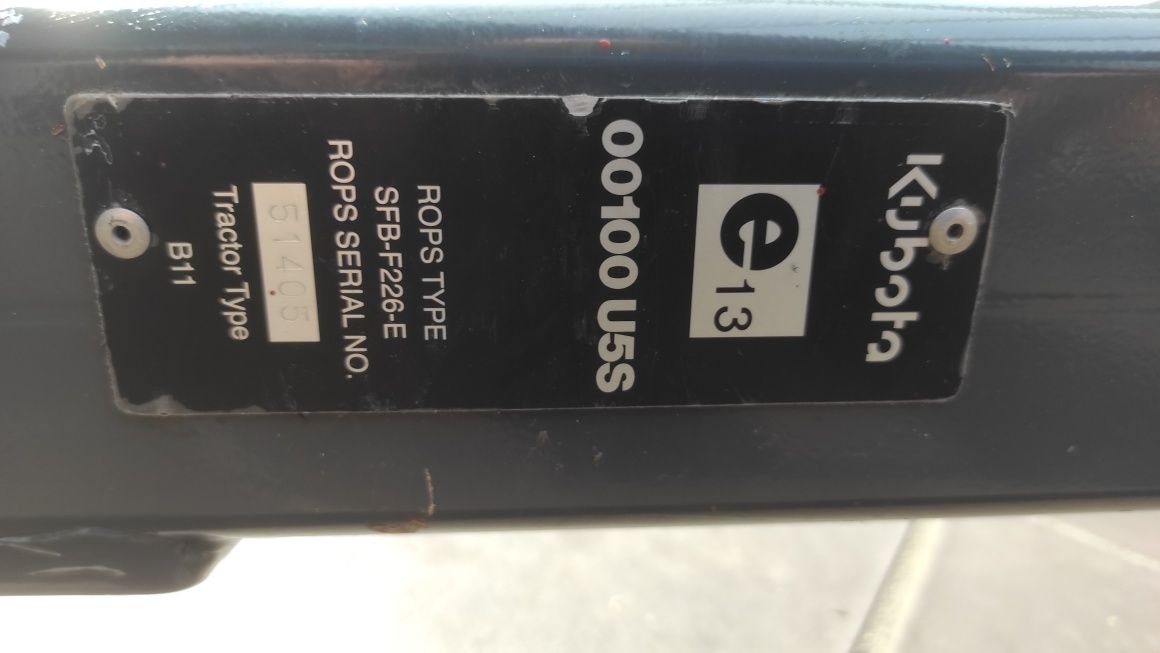 Kubota
e 13
00100 U5S
ROPS TYPE
SFB-F226-E
ROPS SERIAL NO.
51405
Tractor Type
B11